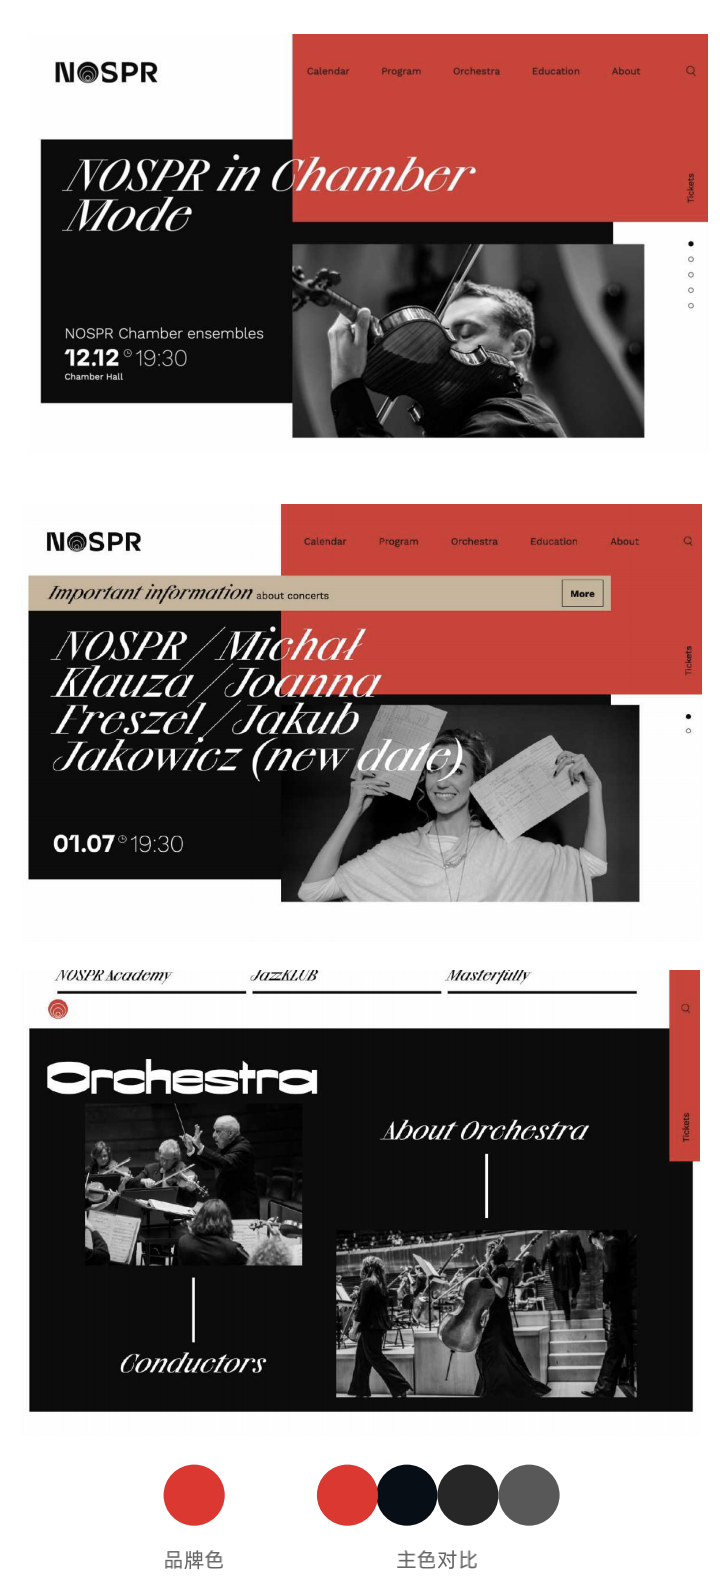 NOSPR
Calendar Program Orchestra Education About
NOSPR in Chamber
Mode
Tickets
NOSPR Chamber ensembles
12.12 19:30
Chamber Hall
NOSPR
Calendar Program Orchestra Education About
Important information about concerts More
NOSPR / Michał
Klauza / Joanna
Freszel / Jakub
Jakowicz (new date)
Tickets
01.07 19:30
NOSPR Academy JazzKLUB Masterfully
Orchestra
About Orchestra
Tickets
Conductors
品牌色 主色对比